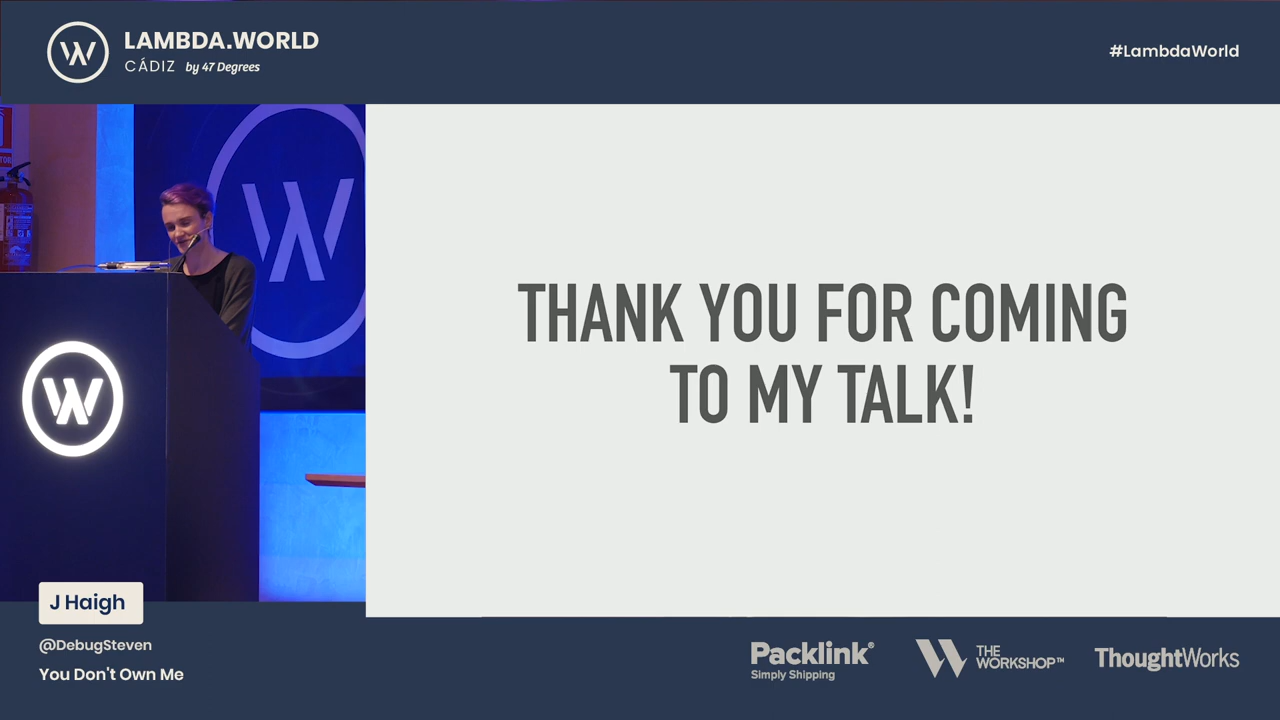 LAMBDA.WORLD
CÁDIZ by 47 Degrees
#LambdaWorld
THANK YOU FOR COMING
TO MY TALK!
J Haigh
@DebugSteven
You Don't Own Me
Packlink®
Simply Shipping
THE
WORKSHOP™
ThoughtWorks